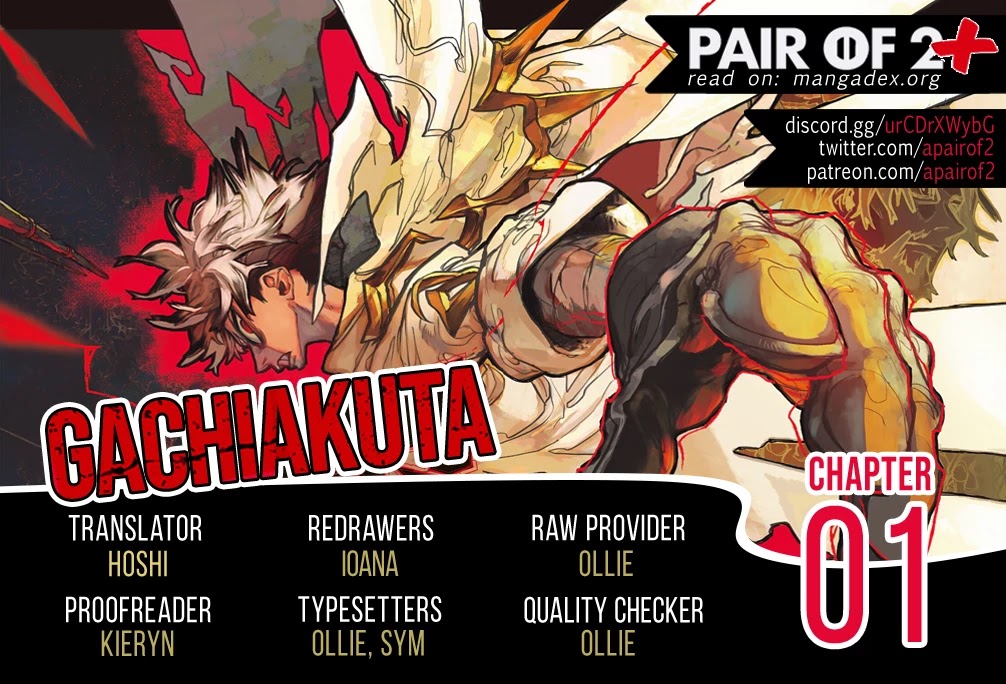 PAIR OF 2+
read on: mangadex.org
discord.gg/urCDrXWybG
twitter.com/apairof2
patreon.com/apairof2
GACHIAKUTA
CHAPTER
01
TRANSLATOR
HOSHI
REDRAWERS
IOANA
RAW PROVIDER
OLLIE
PROOFREADER
KIERYN
TYPESETTERS
OLLIE, SYM
QUALITY CHECKER
OLLIE